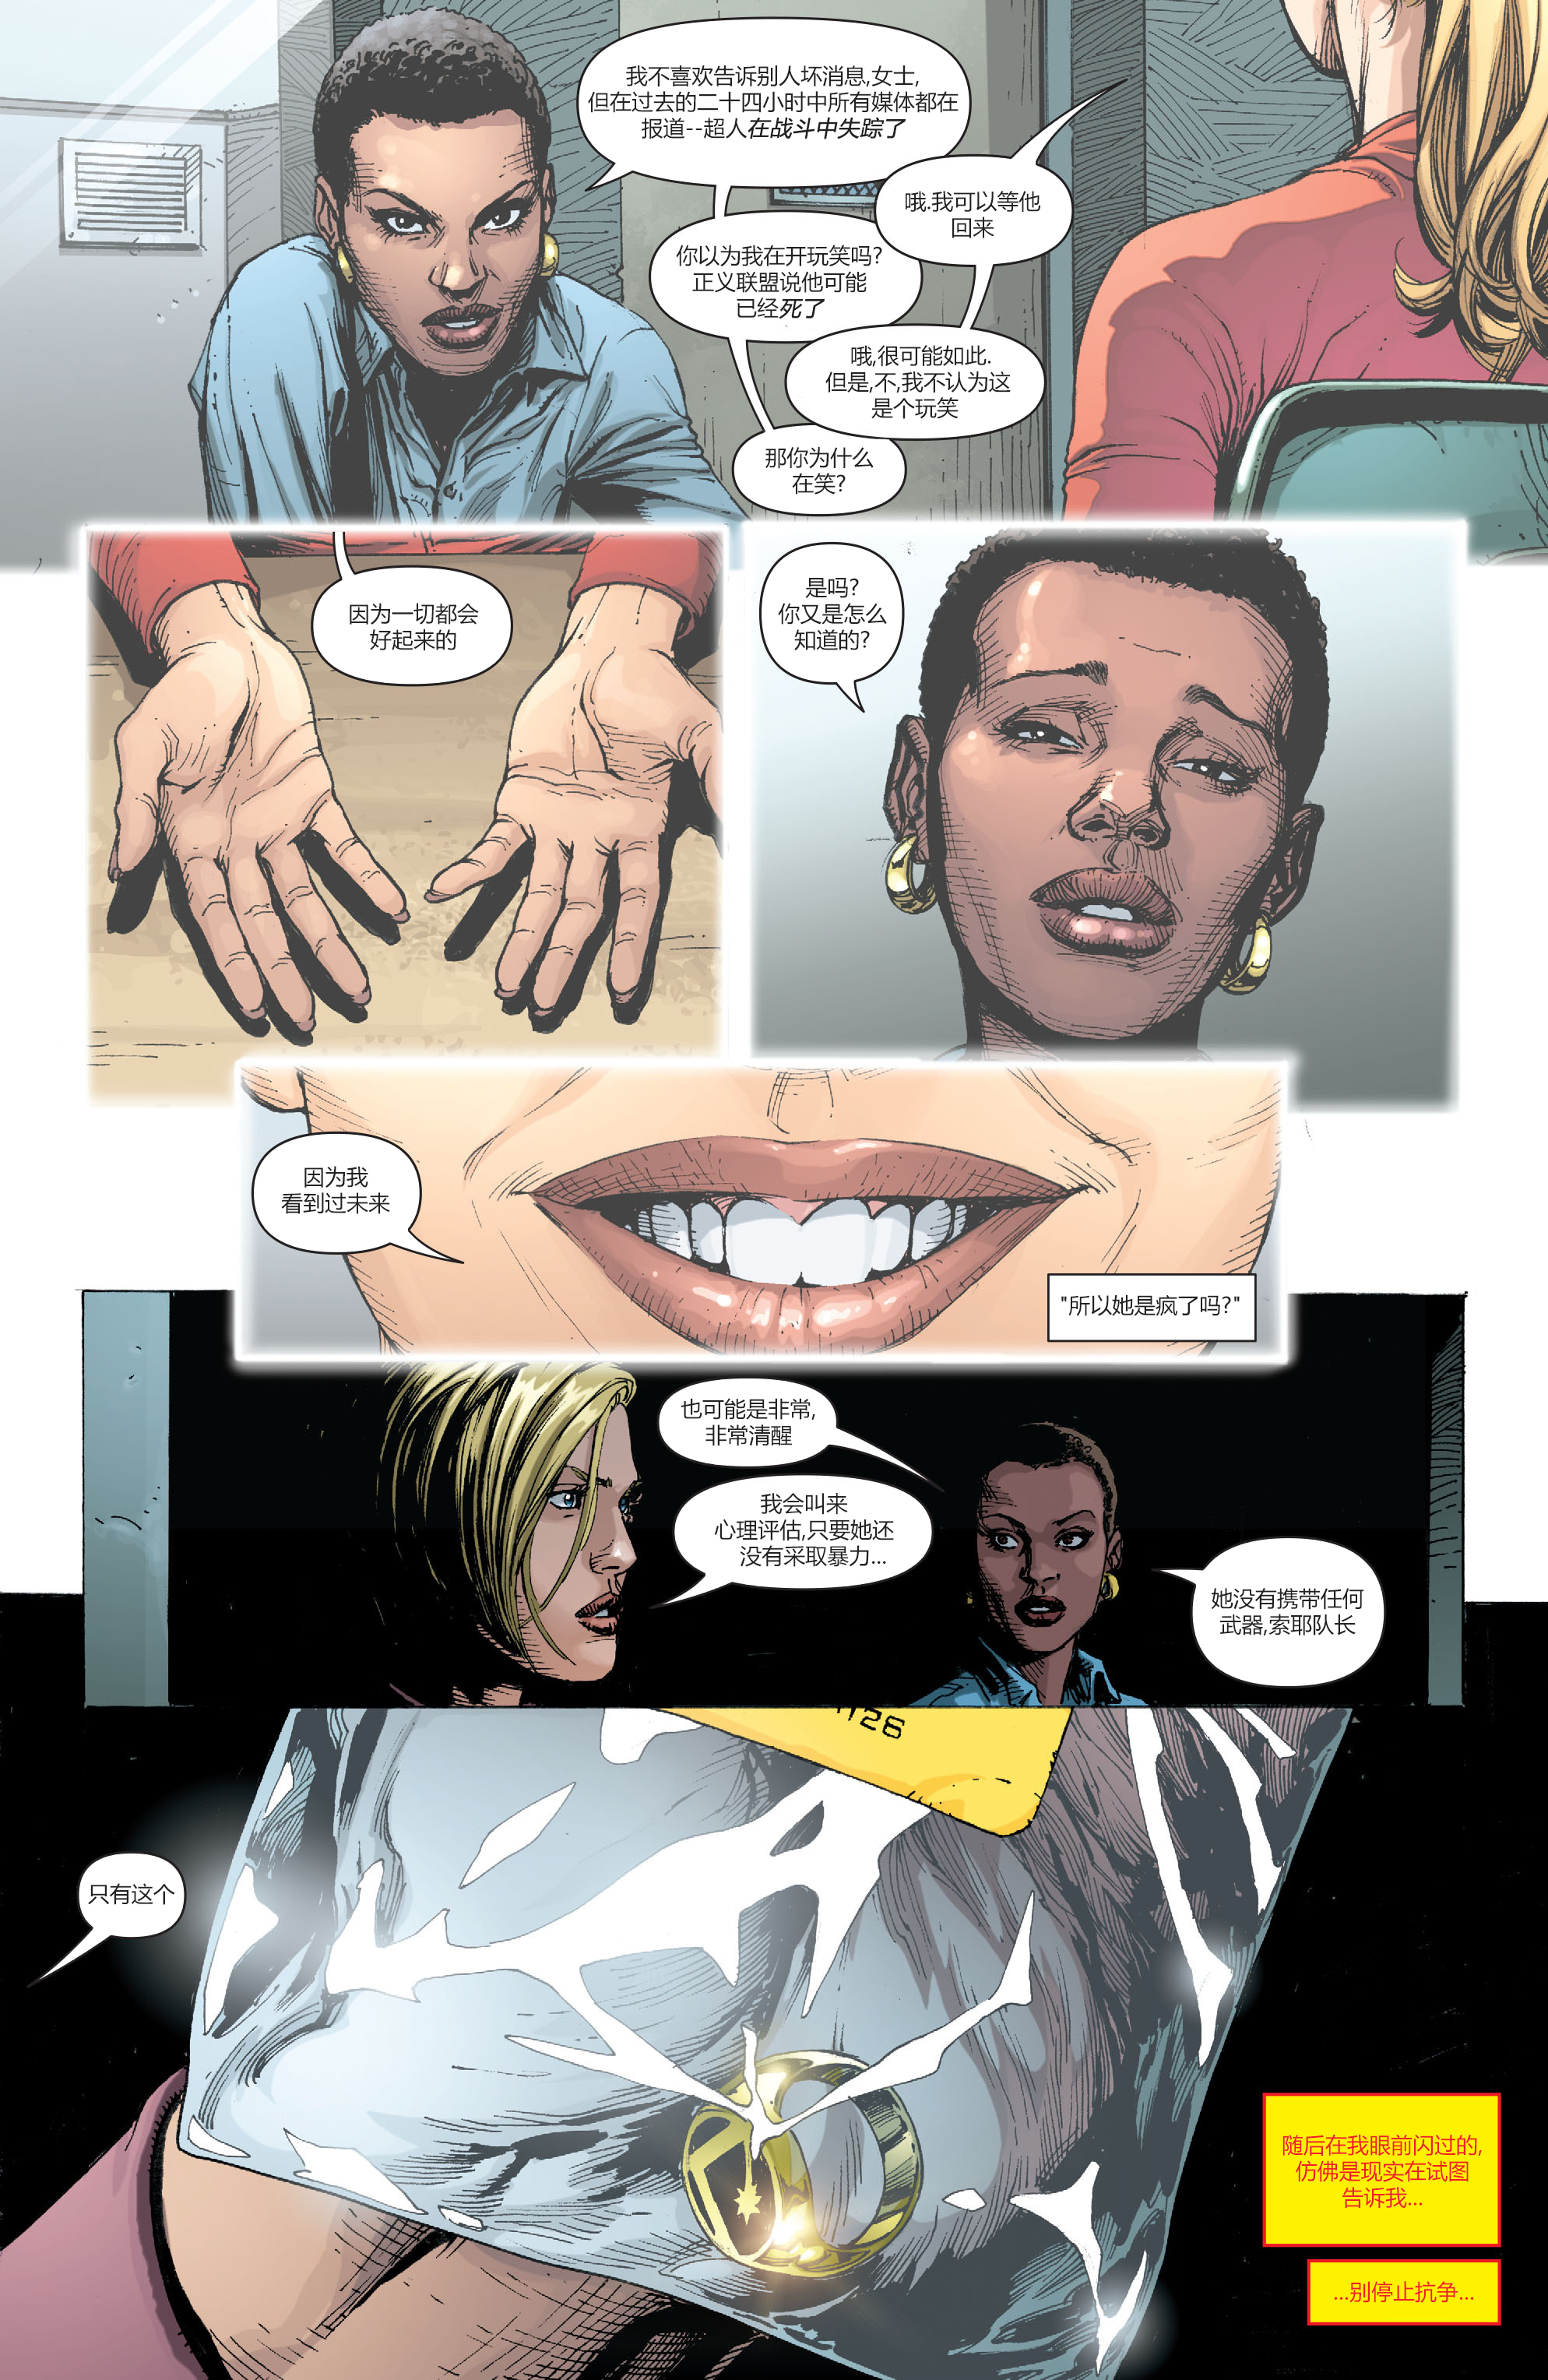 我不喜欢告诉别人坏消息,女士,
但在过去的二十四小时中所有媒体都在
报道--超人在战斗中失踪了
哦.我可以等他
回来
你以为我在开玩笑吗?
正义联盟说他可能
已经死了
哦,很可能如此.
但是,不,我不认为这
是个玩笑
那你为什么
在笑?
因为一切都会
好起来的
是吗?
你又是怎么
知道的?
因为我
看到过未来
"所以她是疯了吗?"
也可能是非常,
非常清醒
我会叫来
心理评估,只要她还
没有采取暴力...
她没有携带任何
武器,索耶队长
1126
只有这个
随后在我眼前闪过的,
仿佛是现实在试图
告诉我...
...别停止抗争...